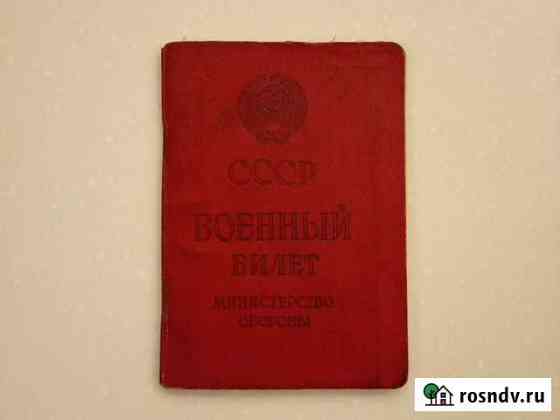 СССР
ВОЕННЫЙ
БИЛЕТ
МИНИСТЕРСТВО
ОБОРОНЫ
rosndv.ru